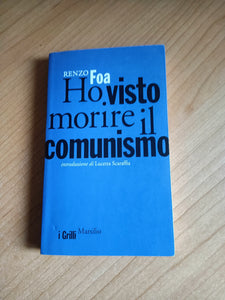 RENZO Foa
Ho visto
morire il
comunismo
introduzione di Lucetta Scaraffia
i Grilli Marsilio